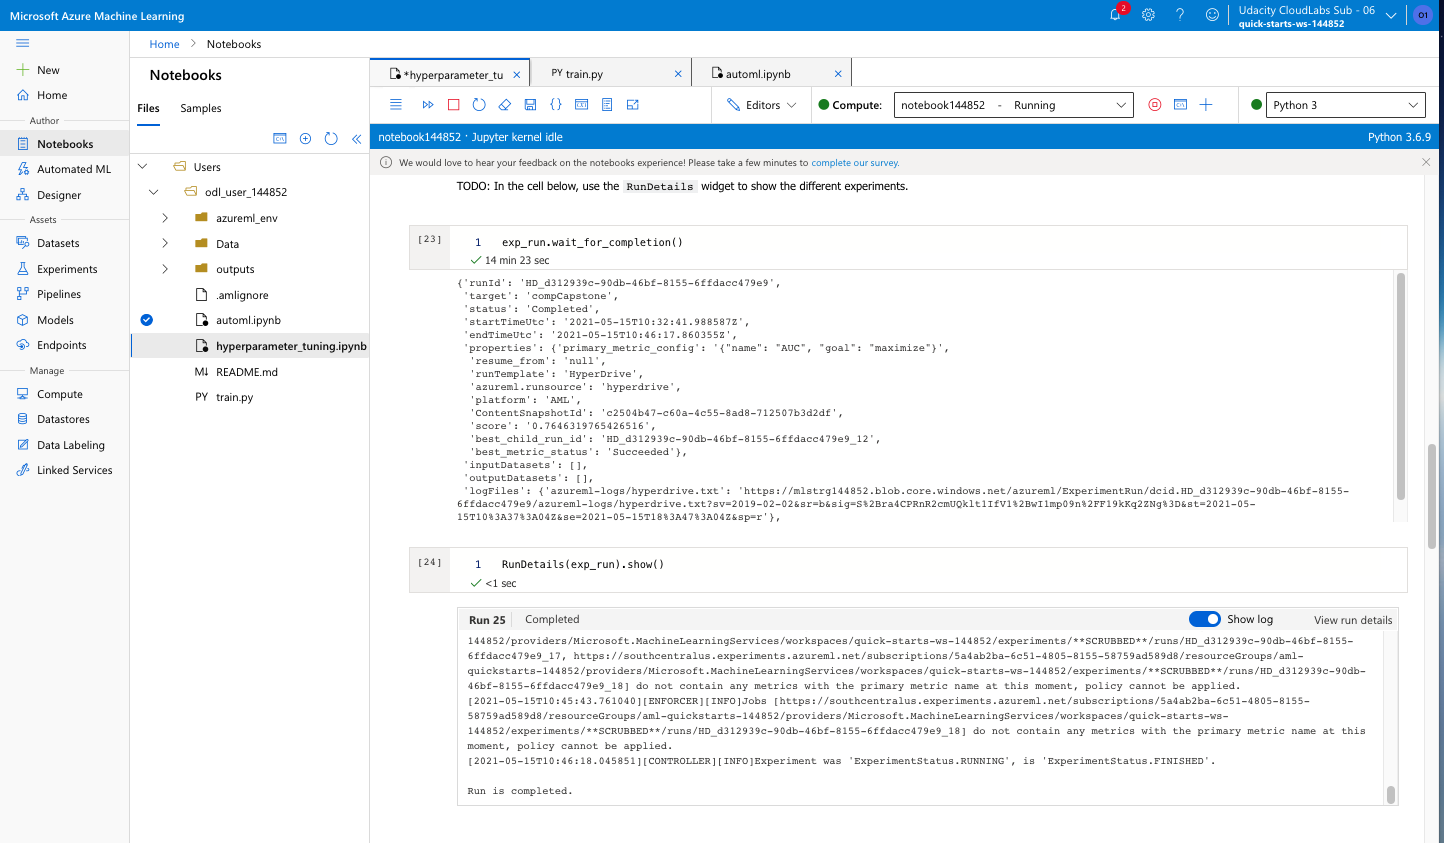 Microsoft Azure Machine Learning
2
Udacity CloudLabs Sub - 06
quick-starts-ws-144852
O1
New
Home
Author
Notebooks
Automated ML
Designer
Assets
Datasets
Experiments
Pipelines
Models
Endpoints
Manage
Compute
Datastores
Data Labeling
Linked Services
Home > Notebooks
Notebooks
Files Samples
Users
odl_user_144852
azureml_env
Data
outputs
.amlignore
automl.ipynb
hyperparameter_tuning.ipynb
M↓ README.md
PY train.py
*hyperparameter_tu ×
PY train.py ×
automl.ipynb ×
Editors
Compute: notebook144852 - Running
Python 3
notebook144852 · Jupyter kernel idle Python 3.6.9
We would love to hear your feedback on the notebooks experience! Please take a few minutes to complete our survey.
TODO: In the cell below, use the RunDetails widget to show the different experiments.
[23] 1 exp_run.wait_for_completion()
14 min 23 sec
{'runId': 'HD_d312939c-90db-46bf-8155-6ffdacc479e9',
'target': 'compCapstone',
'status': 'Completed',
'startTimeUtc': '2021-05-15T10:32:41.988587Z',
'endTimeUtc': '2021-05-15T10:46:17.860355Z',
'properties': {'primary_metric_config': '{"name": "AUC", "goal": "maximize"}',
'resume_from': 'null',
'runTemplate': 'HyperDrive',
'azureml.runsource': 'hyperdrive',
'platform': 'AML',
'ContentSnapshotId': 'c2504b47-c60a-4c55-8ad8-712507b3d2df',
'score': '0.7646319765426516',
'best_child_run_id': 'HD_d312939c-90db-46bf-8155-6ffdacc479e9_12',
'best_metric_status': 'Succeeded'},
'inputDatasets': [],
'outputDatasets': [],
'logFiles': {'azureml-logs/hyperdrive.txt': 'https://mlstrg144852.blob.core.windows.net/azureml/ExperimentRun/dcid.HD_d312939c-90db-46bf-8155-
6ffdacc479e9/azureml-logs/hyperdrive.txt?sv=2019-02-02&sr=b&sig=S%2Bra4CPRnR2cmUQklt1IfV1%2BwI1mp09n%2FF19kKq2ZNg%3D&st=2021-05-
15T10%3A37%3A04Z&se=2021-05-15T18%3A47%3A04Z&sp=r'},
[24] 1 RunDetails(exp_run).show()
<1 sec
Run 25 Completed Show log View run details
144852/providers/Microsoft.MachineLearningServices/workspaces/quick-starts-ws-144852/experiments/**SCRUBBED**/runs/HD_d312939c-90db-46bf-8155-
6ffdacc479e9_17, https://southcentralus.experiments.azureml.net/subscriptions/5a4ab2ba-6c51-4805-8155-58759ad589d8/resourceGroups/aml-
quickstarts-144852/providers/Microsoft.MachineLearningServices/workspaces/quick-starts-ws-144852/experiments/**SCRUBBED**/runs/HD_d312939c-90db-
46bf-8155-6ffdacc479e9_18] do not contain any metrics with the primary metric name at this moment, policy cannot be applied.
[2021-05-15T10:45:43.761040][ENFORCER][INFO]Jobs [https://southcentralus.experiments.azureml.net/subscriptions/5a4ab2ba-6c51-4805-8155-
58759ad589d8/resourceGroups/aml-quickstarts-144852/providers/Microsoft.MachineLearningServices/workspaces/quick-starts-ws-
144852/experiments/**SCRUBBED**/runs/HD_d312939c-90db-46bf-8155-6ffdacc479e9_18] do not contain any metrics with the primary metric name at this
moment, policy cannot be applied.
[2021-05-15T10:46:18.045851][CONTROLLER][INFO]Experiment was 'ExperimentStatus.RUNNING', is 'ExperimentStatus.FINISHED'.
Run is completed.